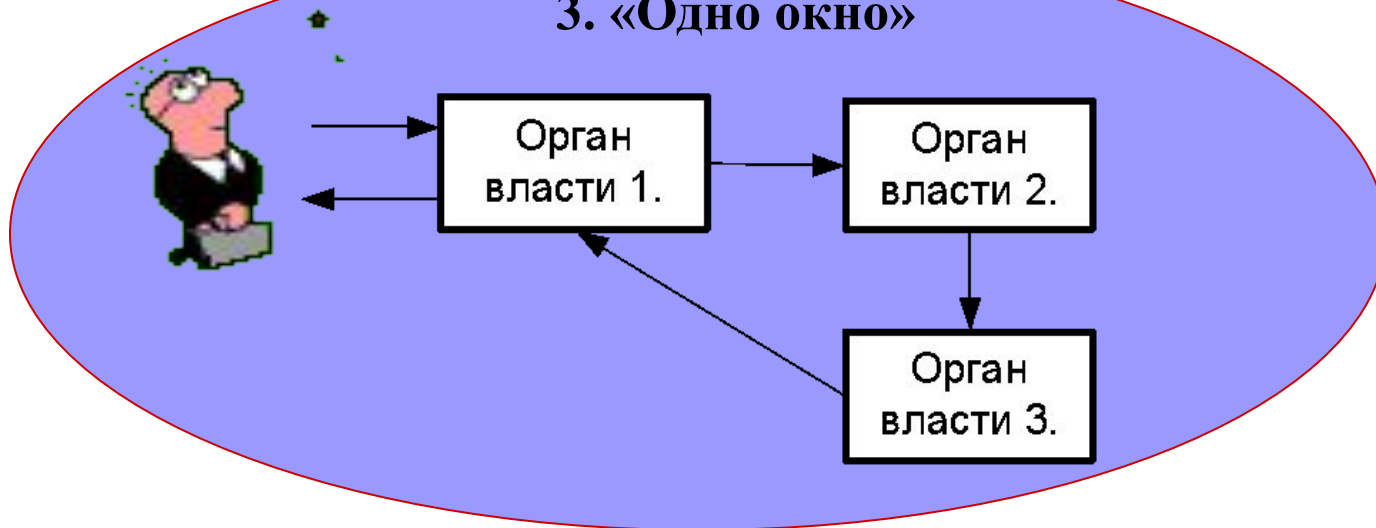 3. «Одно окно»
Орган
власти 1.
Орган
власти 2.
Орган
власти 3.